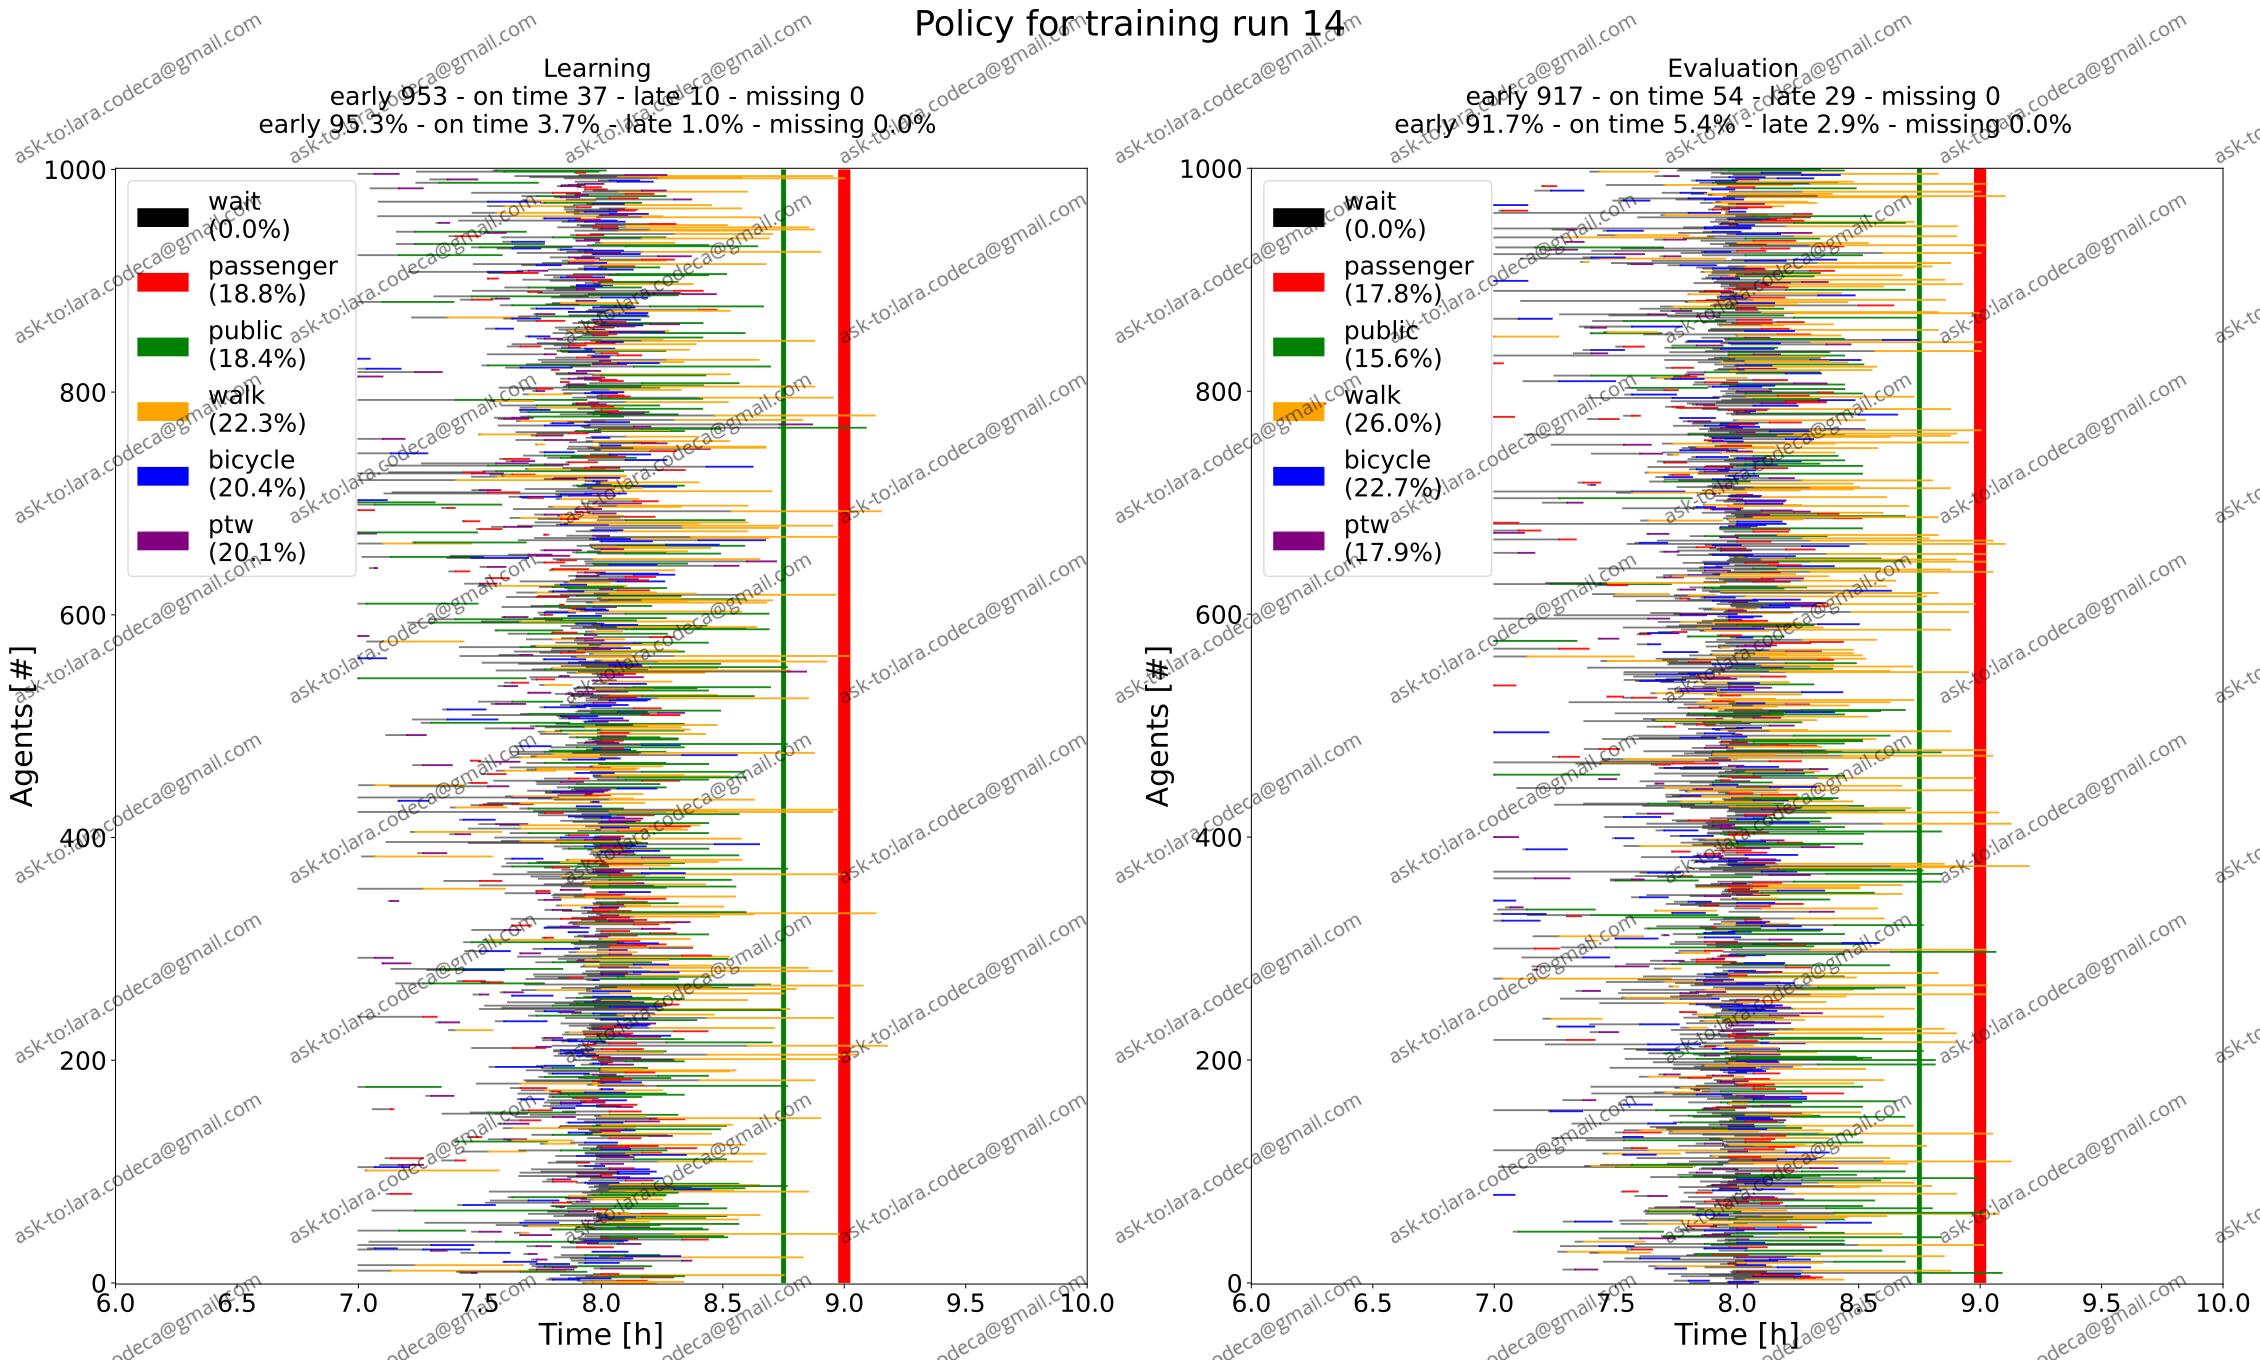 Policy for training run 14
Learning
early 953 - on time 37 - late 10 - missing 0
early 95.3% - on time 3.7% - late 1.0% - missing 0.0%
1000
800
600
400
200
0
Agents [#]
wait
(0.0%)
passenger
(18.8%)
public
(18.4%)
walk
(22.3%)
bicycle
(20.4%)
ptw
(20.1%)
6.0 6.5 7.0 7.5 8.0 8.5 9.0 9.5 10.0
Time [h]
Evaluation
early 917 - on time 54 - late 29 - missing 0
early 91.7% - on time 5.4% - late 2.9% - missing 0.0%
1000
800
600
400
200
0
Agents [#]
wait
(0.0%)
passenger
(17.8%)
public
(15.6%)
walk
(26.0%)
bicycle
(22.7%)
ptw
(17.9%)
6.0 6.5 7.0 7.5 8.0 8.5 9.0 9.5 10.0
Time [h]
ask-to:lara.codeca@gmail.com